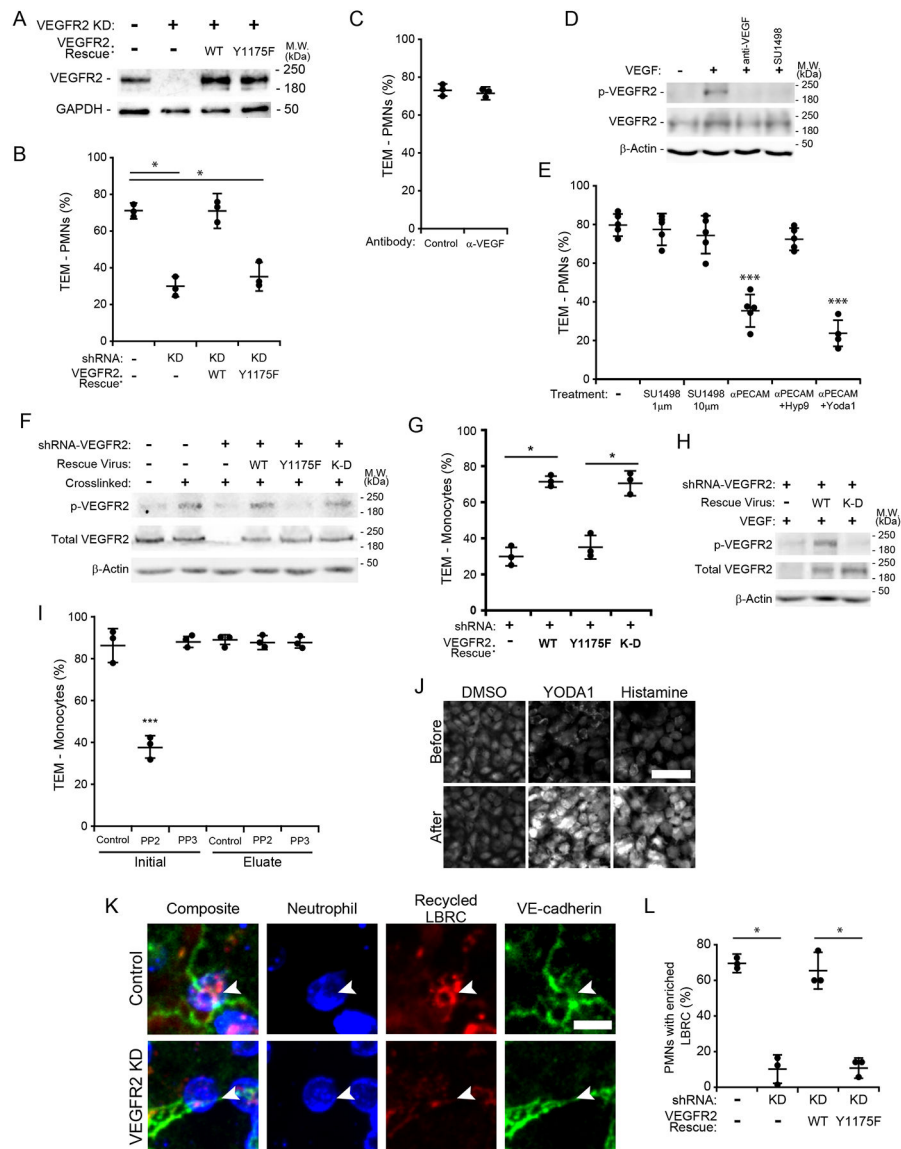 A
VEGFR2 KD: - + + +
VEGFR2.
Rescue: - - WT Y1175F
M.W.
(kDa)
VEGFR2 -
- 250
- 180
GAPDH -
- 50
B
*
*
TEM - PMNs (%)
100
80
60
40
20
0
shRNA: - KD KD KD
VEGFR2.
Rescue. - - WT Y1175F
C
TEM - PMNs (%)
100
80
60
40
20
0
Antibody: Control α-VEGF
D
anti-VEGF
SU1498
VEGF: - + + +
M.W.
(kDa)
p-VEGFR2 -
- 250
- 180
VEGFR2 -
- 250
- 180
β-Actin -
- 50
E
TEM - PMNs (%)
100
80
60
40
20
0
***
***
Treatment: - SU1498 1μm SU1498 10μm αPECAM αPECAM +Hyp9 αPECAM +Yoda1
F
shRNA-VEGFR2: - - + + + +
Rescue Virus: - - - WT Y1175F K-D
Crosslinked: - + + + + +
M.W.
(kDa)
p-VEGFR2 -
- 250
- 180
Total VEGFR2 -
- 250
- 180
β-Actin -
- 50
G
TEM - Monocytes (%)
100
80
60
40
20
0
*
*
shRNA: + + + +
VEGFR2.
Rescue. - WT Y1175F K-D
H
shRNA-VEGFR2: + + +
Rescue Virus: - WT K-D
VEGF: + + +
M.W.
(kDa)
p-VEGFR2 -
- 250
- 180
Total VEGFR2 -
- 250
- 180
β-Actin -
- 50
I
TEM - Monocytes (%)
100
80
60
40
20
0
***
Control PP2 PP3 Control PP2 PP3
Initial Eluate
J
DMSO YODA1 Histamine
Before
After
K
Composite Neutrophil Recycled LBRC VE-cadherin
Control
VEGFR2 KD
L
PMNs with enriched
LBRC (%)
80
60
40
20
0
*
*
shRNA: - KD KD KD
VEGFR2
Rescue: - - WT Y1175F